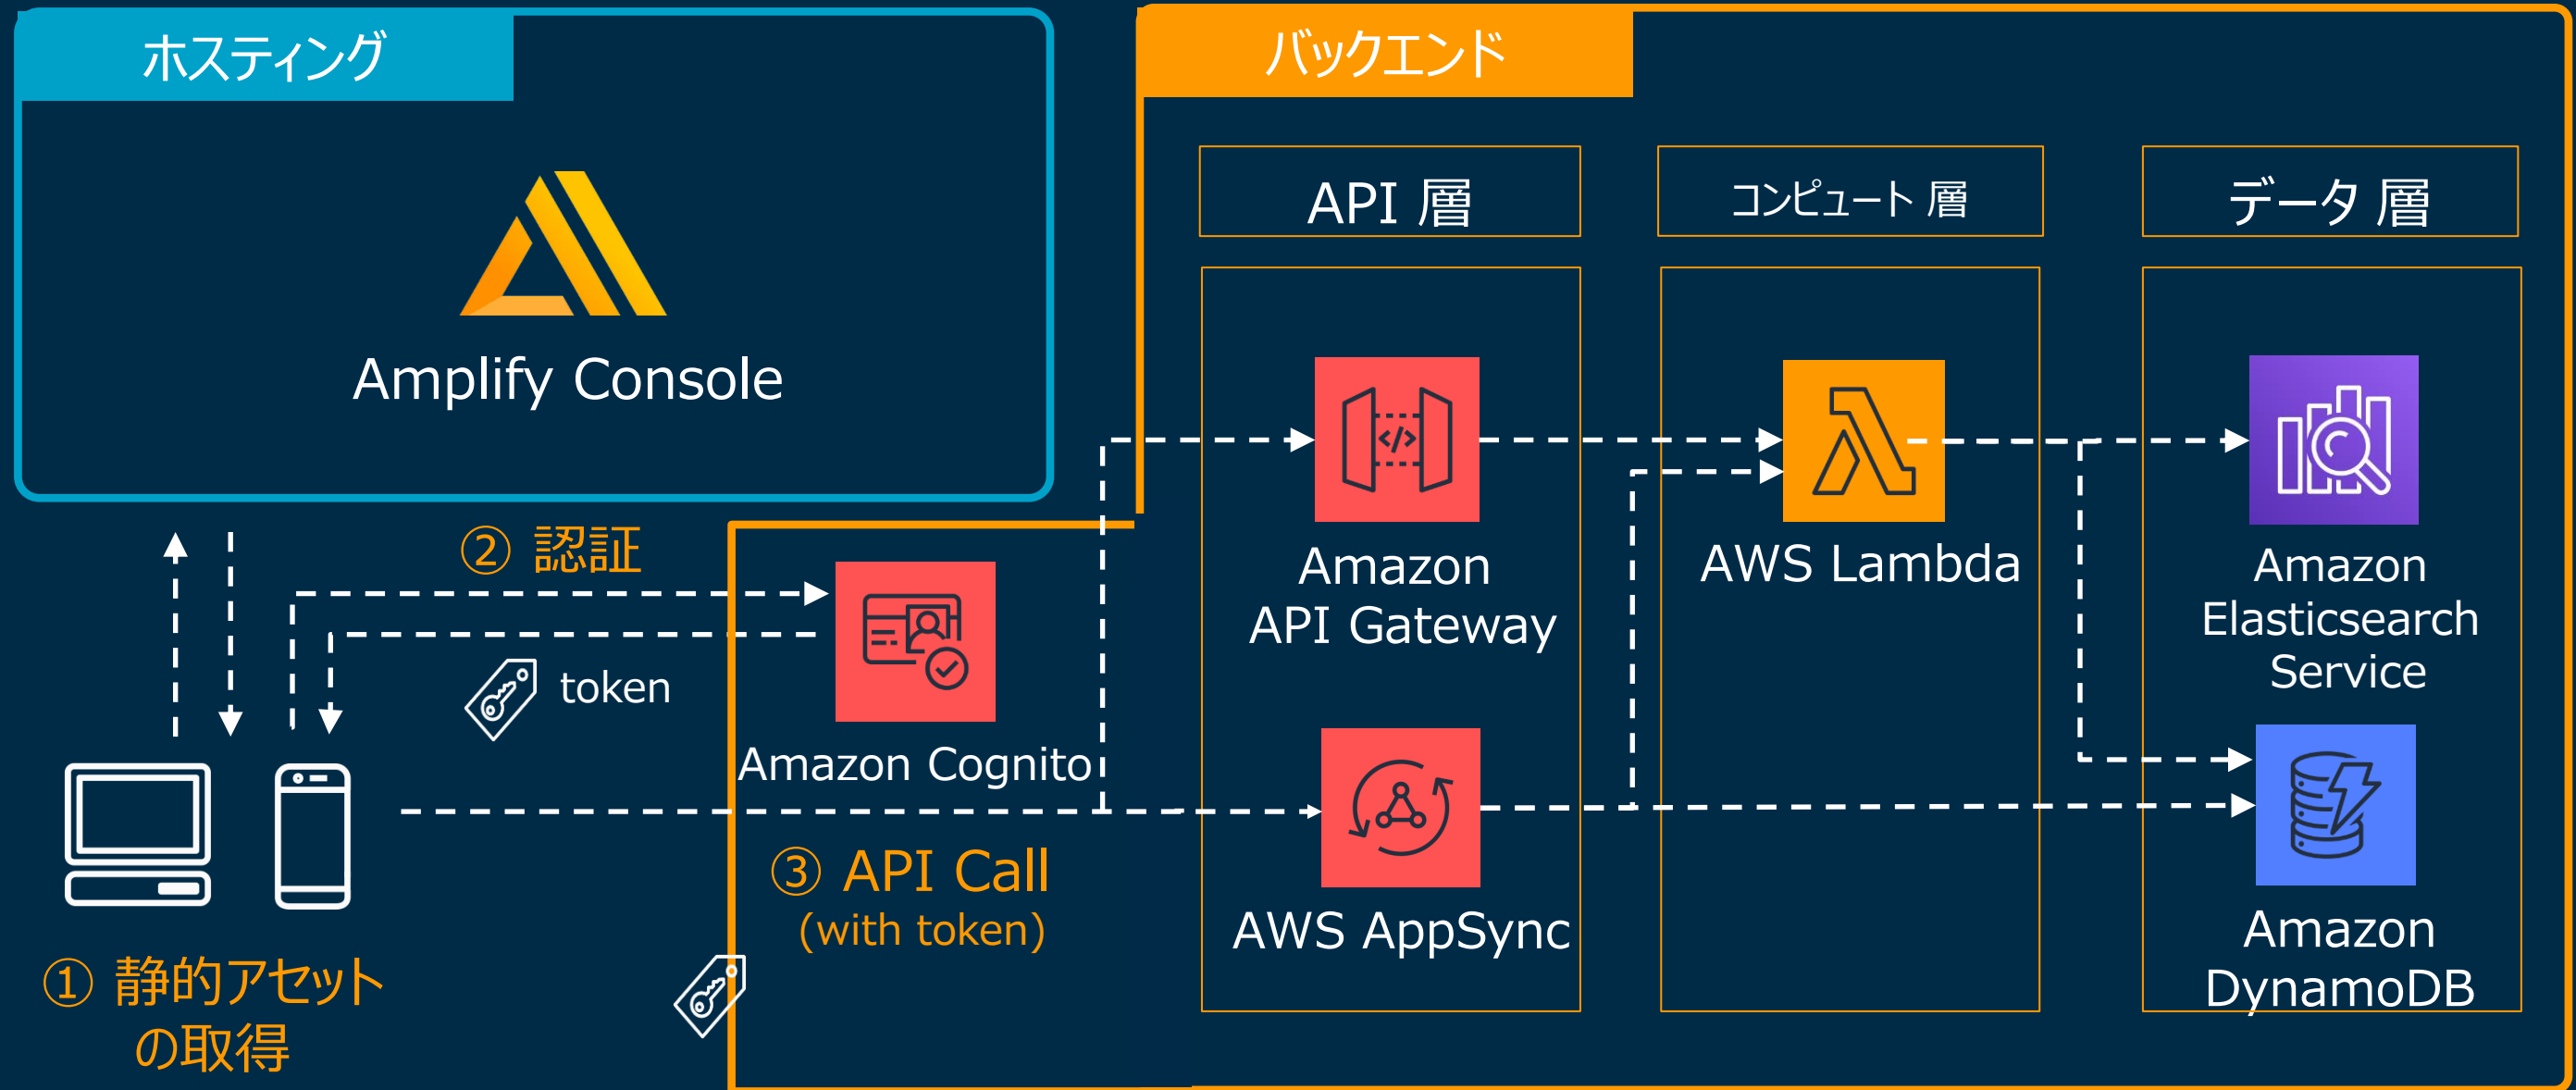 ホスティング
Amplify Console
バックエンド
API 層
コンピュート 層
データ 層
② 認証
token
Amazon Cognito
③ API Call
(with token)
① 静的アセット
の取得
Amazon
API Gateway
AWS AppSync
AWS Lambda
Amazon
Elasticsearch
Service
Amazon
DynamoDB